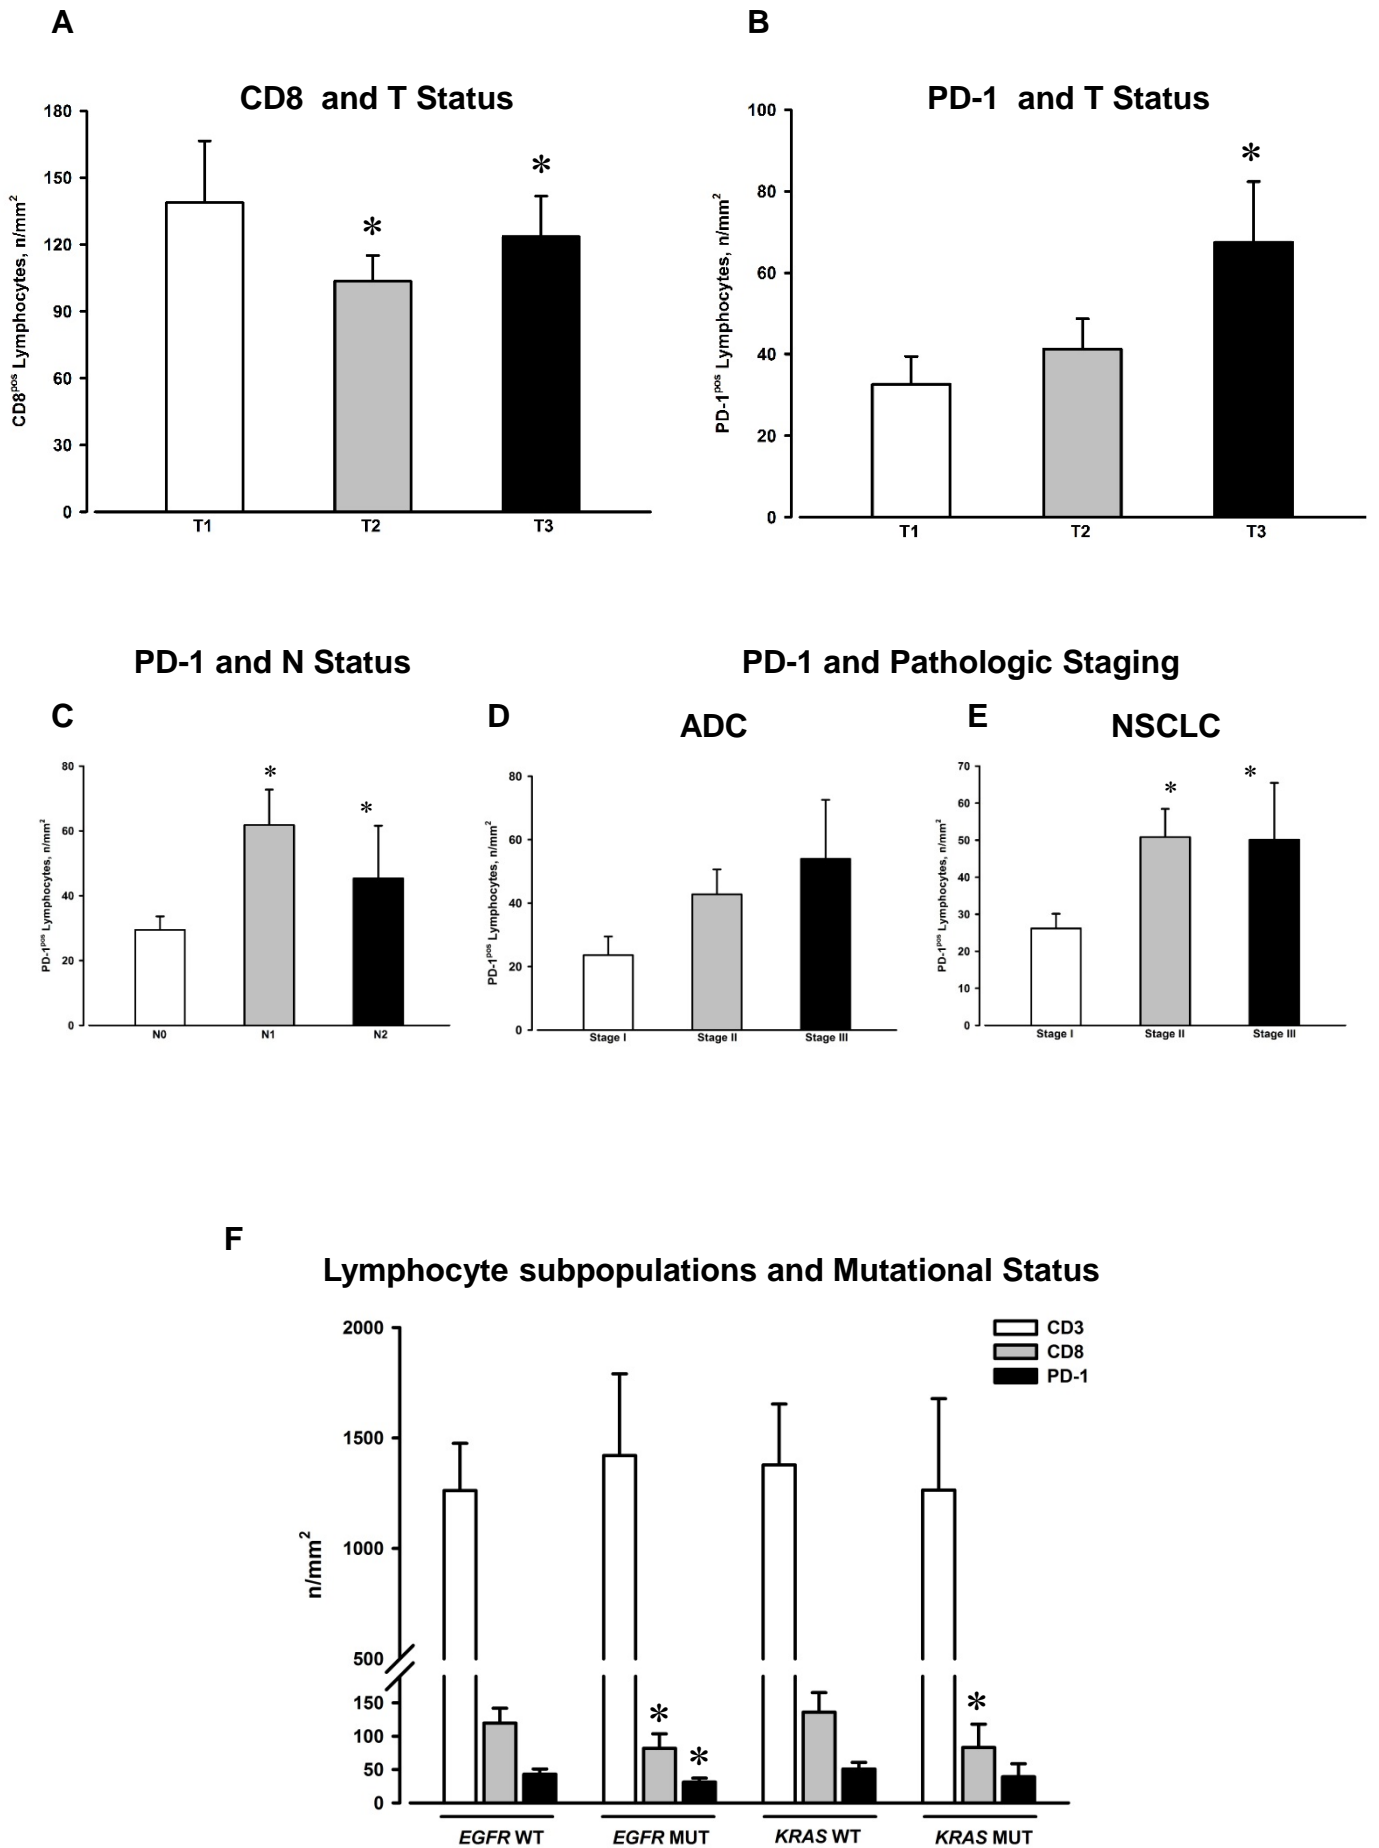 A
B
CD8 and T Status
PD-1 and T Status
CD8pos Lymphocytes, n/mm2
180
150
120
90
60
30
0
*
*
T1 T2 T3
PD-1pos Lymphocytes, n/mm2
100
80
60
40
20
0
*
T1 T2 T3
PD-1 and N Status
PD-1 and Pathologic Staging
C
D
E
ADC
NSCLC
PD-1pos Lymphocytes, n/mm2
80
60
40
20
0
*
*
N0 N1 N2
PD-1pos Lymphocytes, n/mm2
80
60
40
20
0
Stage I Stage II Stage III
PD-1pos Lymphocytes, n/mm2
70
60
50
40
30
20
10
0
*
*
Stage I Stage II Stage III
F
Lymphocyte subpopulations and Mutational Status
CD3
CD8
PD-1
n/mm2
2000
1500
1000
500
150
100
50
0
*
*
*
EGFR WT EGFR MUT KRAS WT KRAS MUT